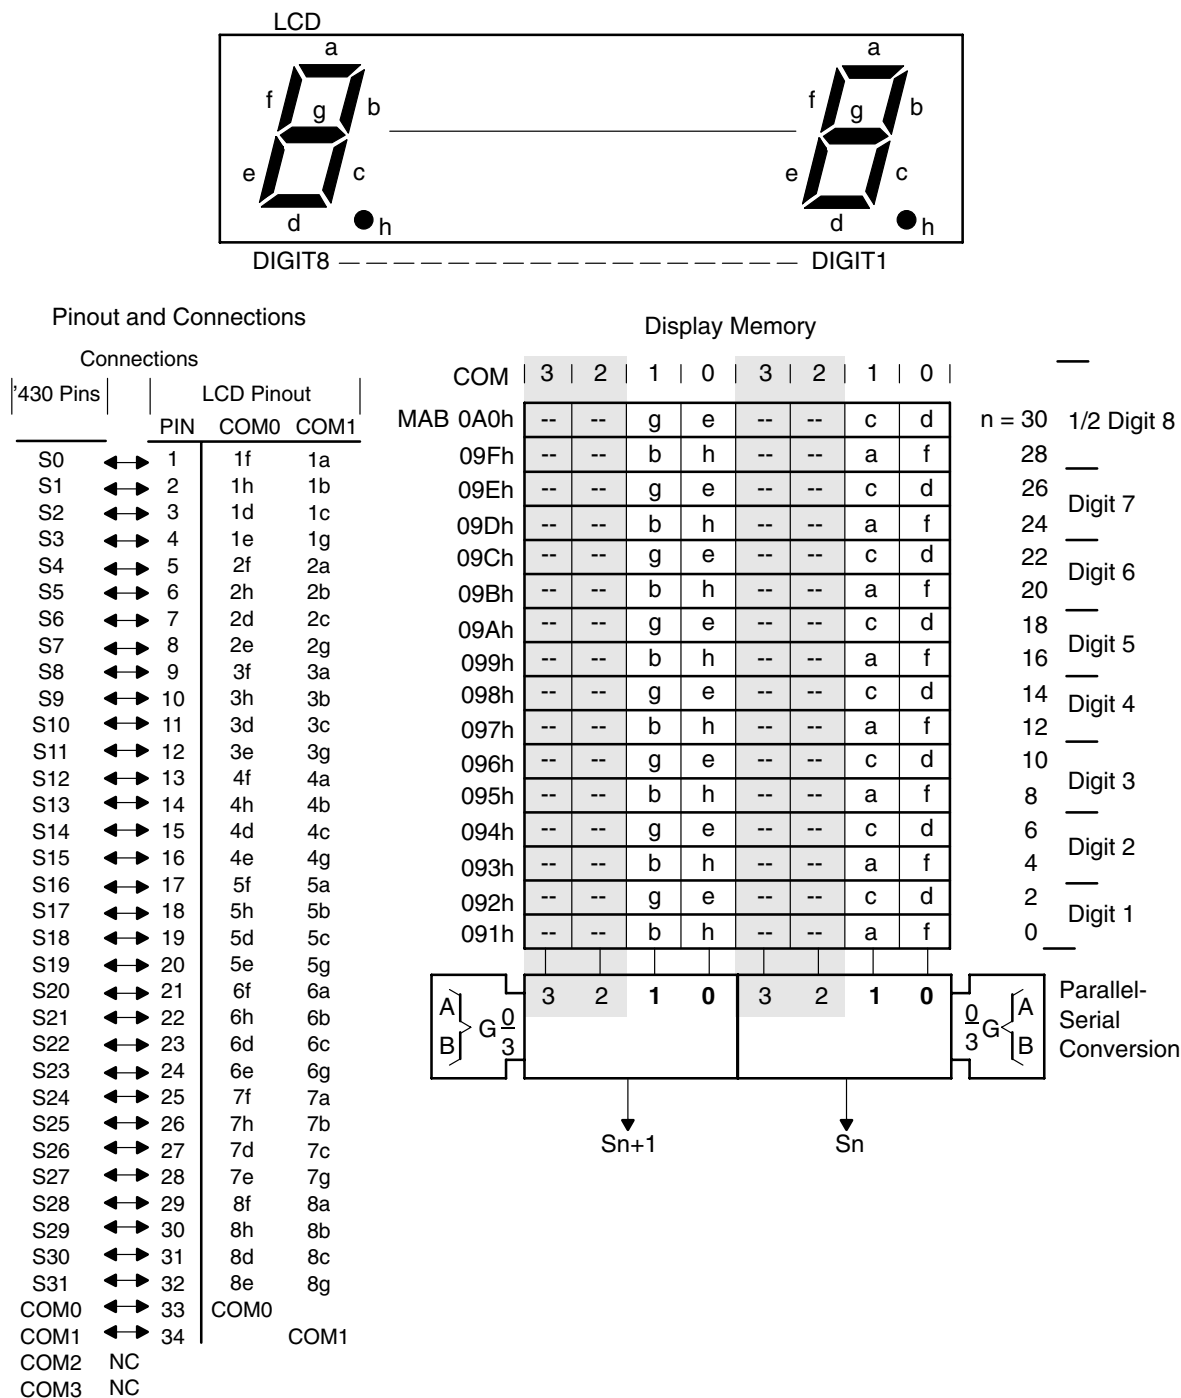 LCD
a a
f g b f g b
e c e c
d h d h
DIGIT8 DIGIT1
Pinout and Connections
Connections
'430 Pins LCD Pinout
PIN COM0 COM1
S0 1 1f 1a
S1 2 1h 1b
S2 3 1d 1c
S3 4 1e 1g
S4 5 2f 2a
S5 6 2h 2b
S6 7 2d 2c
S7 8 2e 2g
S8 9 3f 3a
S9 10 3h 3b
S10 11 3d 3c
S11 12 3e 3g
S12 13 4f 4a
S13 14 4h 4b
S14 15 4d 4c
S15 16 4e 4g
S16 17 5f 5a
S17 18 5h 5b
S18 19 5d 5c
S19 20 5e 5g
S20 21 6f 6a
S21 22 6h 6b
S22 23 6d 6c
S23 24 6e 6g
S24 25 7f 7a
S25 26 7h 7b
S26 27 7d 7c
S27 28 7e 7g
S28 29 8f 8a
S29 30 8h 8b
S30 31 8d 8c
S31 32 8e 8g
COM0 33 COM0
COM1 34 COM1
COM2 NC
COM3 NC
Display Memory
COM 3 2 1 0 3 2 1 0
MAB 0A0h -- -- g e -- -- c d n = 30 1/2 Digit 8
09Fh -- -- b h -- -- a f 28
09Eh -- -- g e -- -- c d 26
Digit 7
09Dh -- -- b h -- -- a f 24
09Ch -- -- g e -- -- c d 22
Digit 6
09Bh -- -- b h -- -- a f 20
09Ah -- -- g e -- -- c d 18
Digit 5
099h -- -- b h -- -- a f 16
098h -- -- g e -- -- c d 14
Digit 4
097h -- -- b h -- -- a f 12
096h -- -- g e -- -- c d 10
Digit 3
095h -- -- b h -- -- a f 8
094h -- -- g e -- -- c d 6
Digit 2
093h -- -- b h -- -- a f 4
092h -- -- g e -- -- c d 2
Digit 1
091h -- -- b h -- -- a f 0
A B G 0 3
3 2 1 0 3 2 1 0
0 3 G A B
Parallel-
Serial
Conversion
Sn+1 Sn